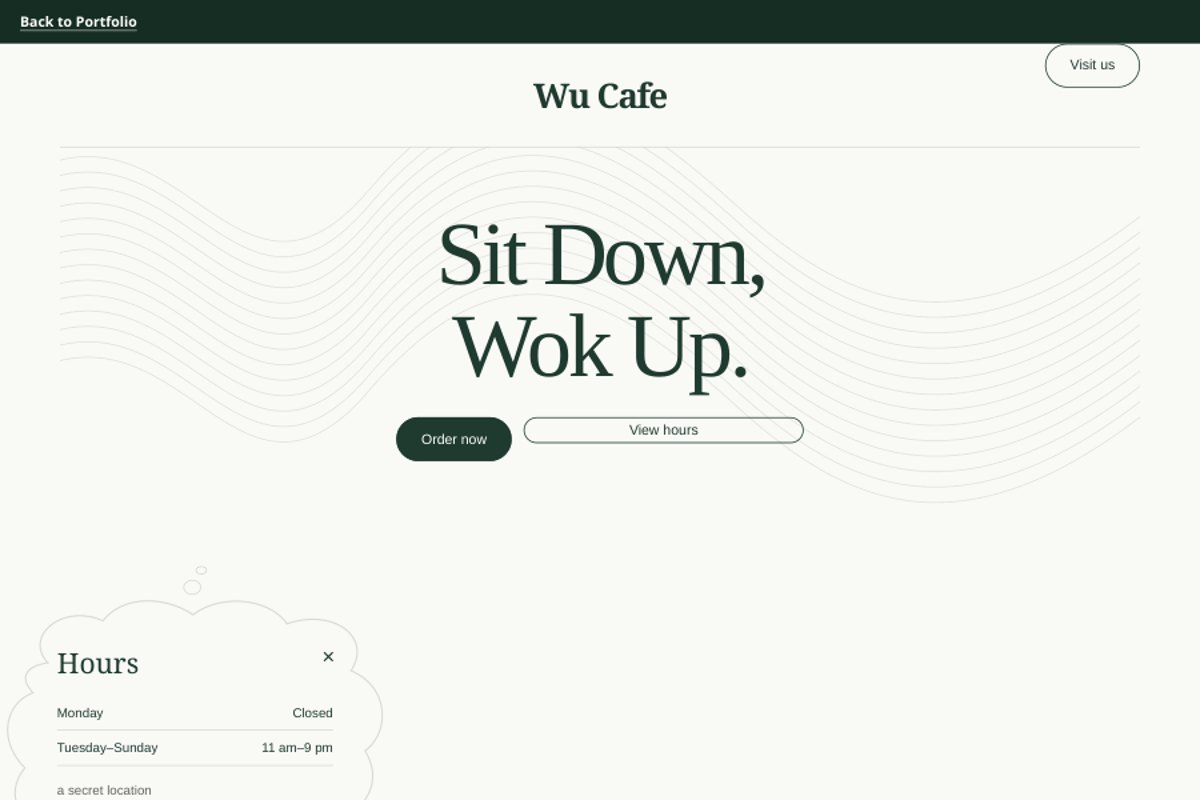 Back to Portfolio
Visit us
Wu Cafe
Sit Down,
Wok Up.
Order now
View hours
Hours
×
Monday Closed
Tuesday–Sunday 11 am–9 pm
a secret location